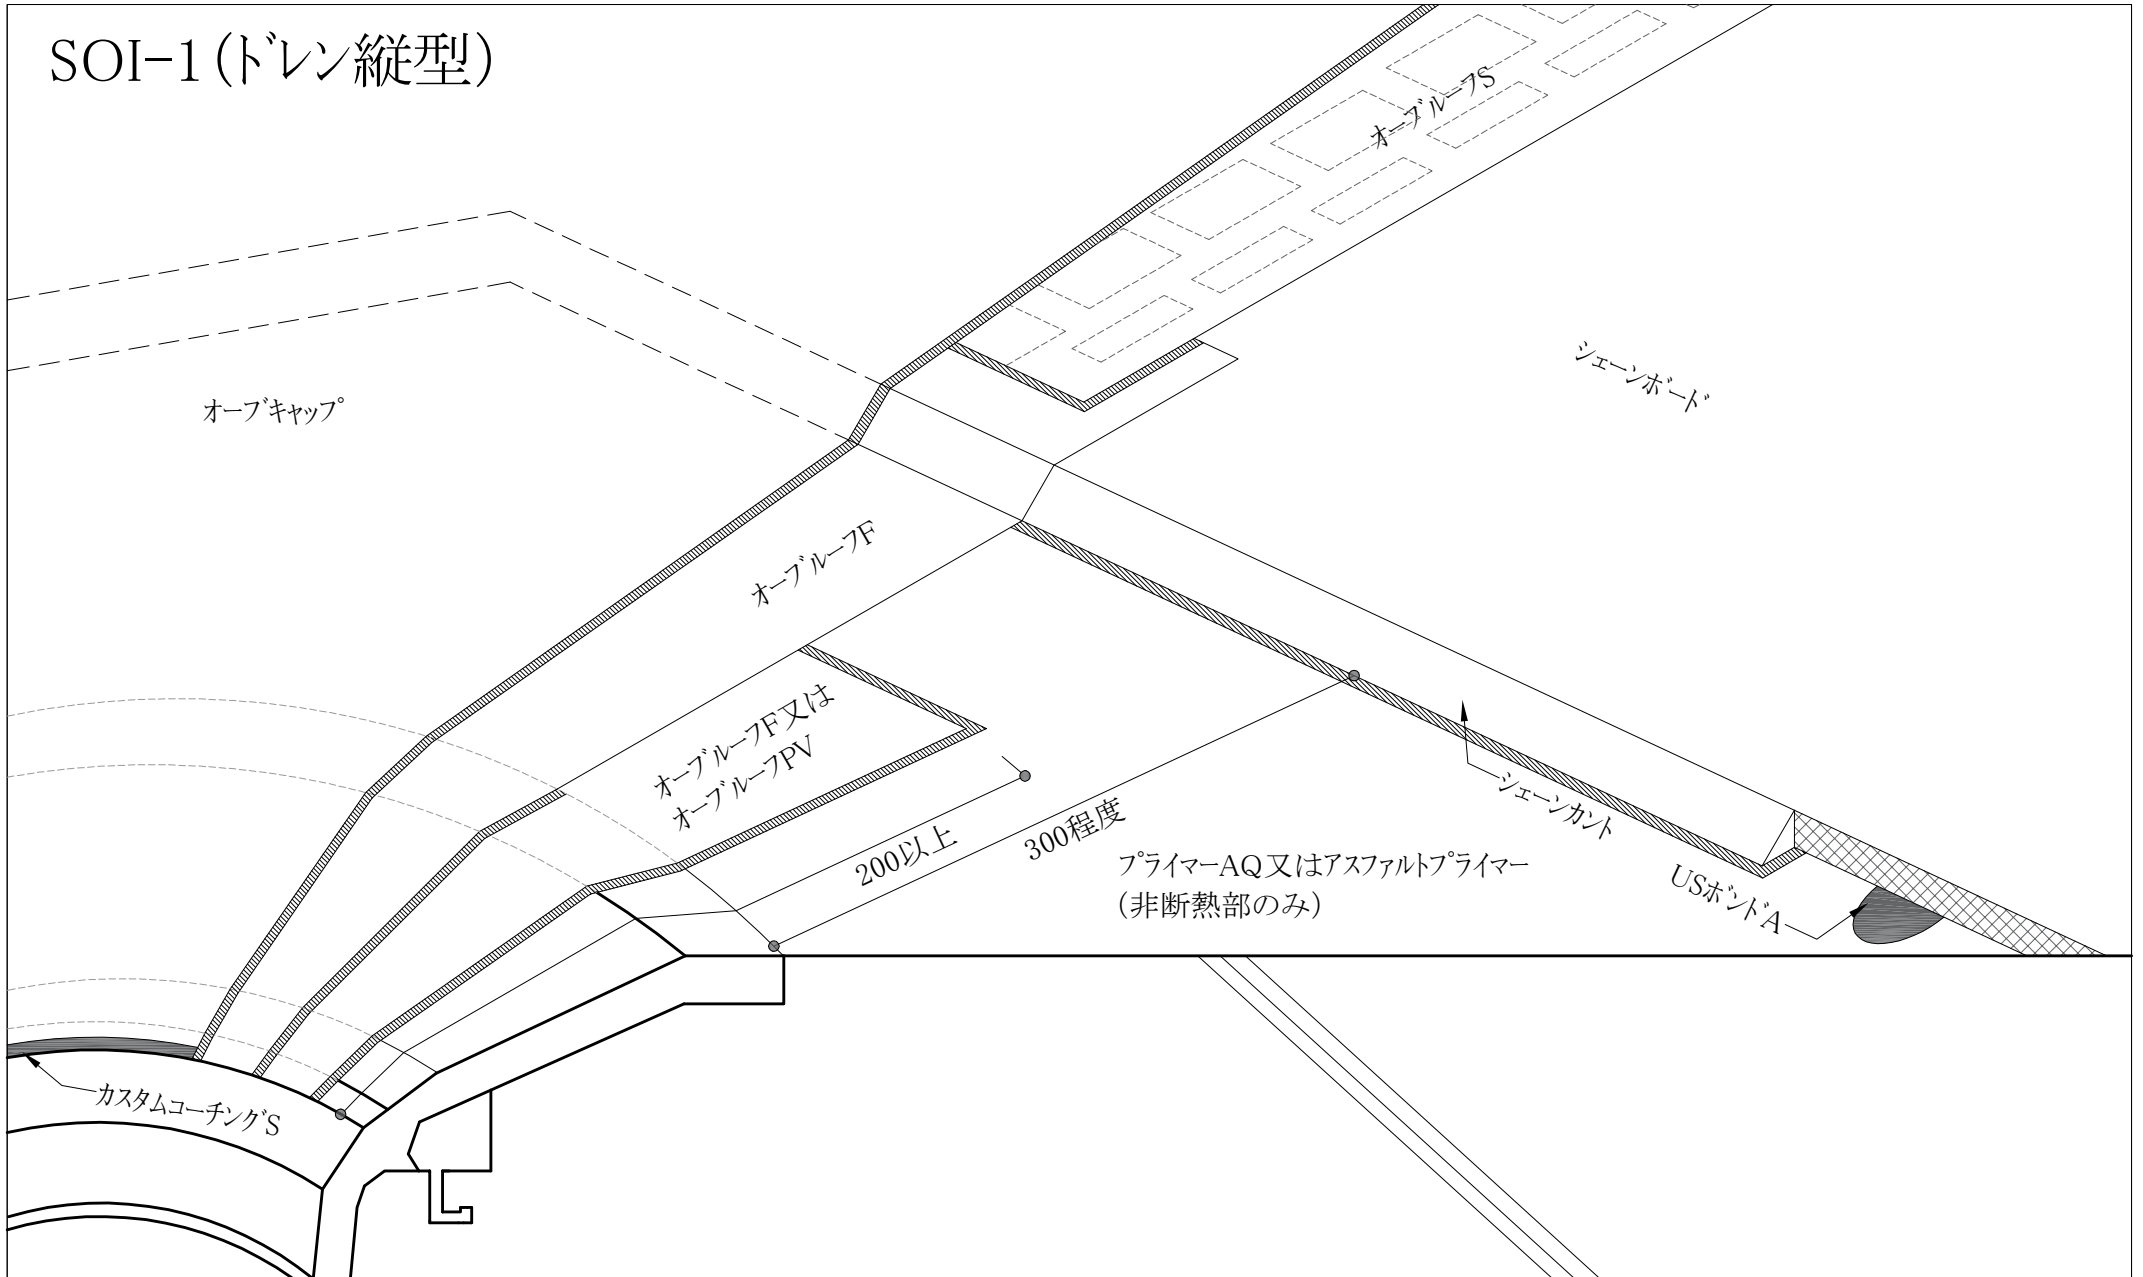 SOI-1(ドレン縦型)
オーブルーフS
シェーンボード
オーブキャップ
オーブルーフF
オーブルーフF又は
オーブルーフPV
シェーンカント
200以上
300程度
プライマーAQ又はアスファルトプライマー
(非断熱部のみ)
USボンドA
カスタムコーチングS